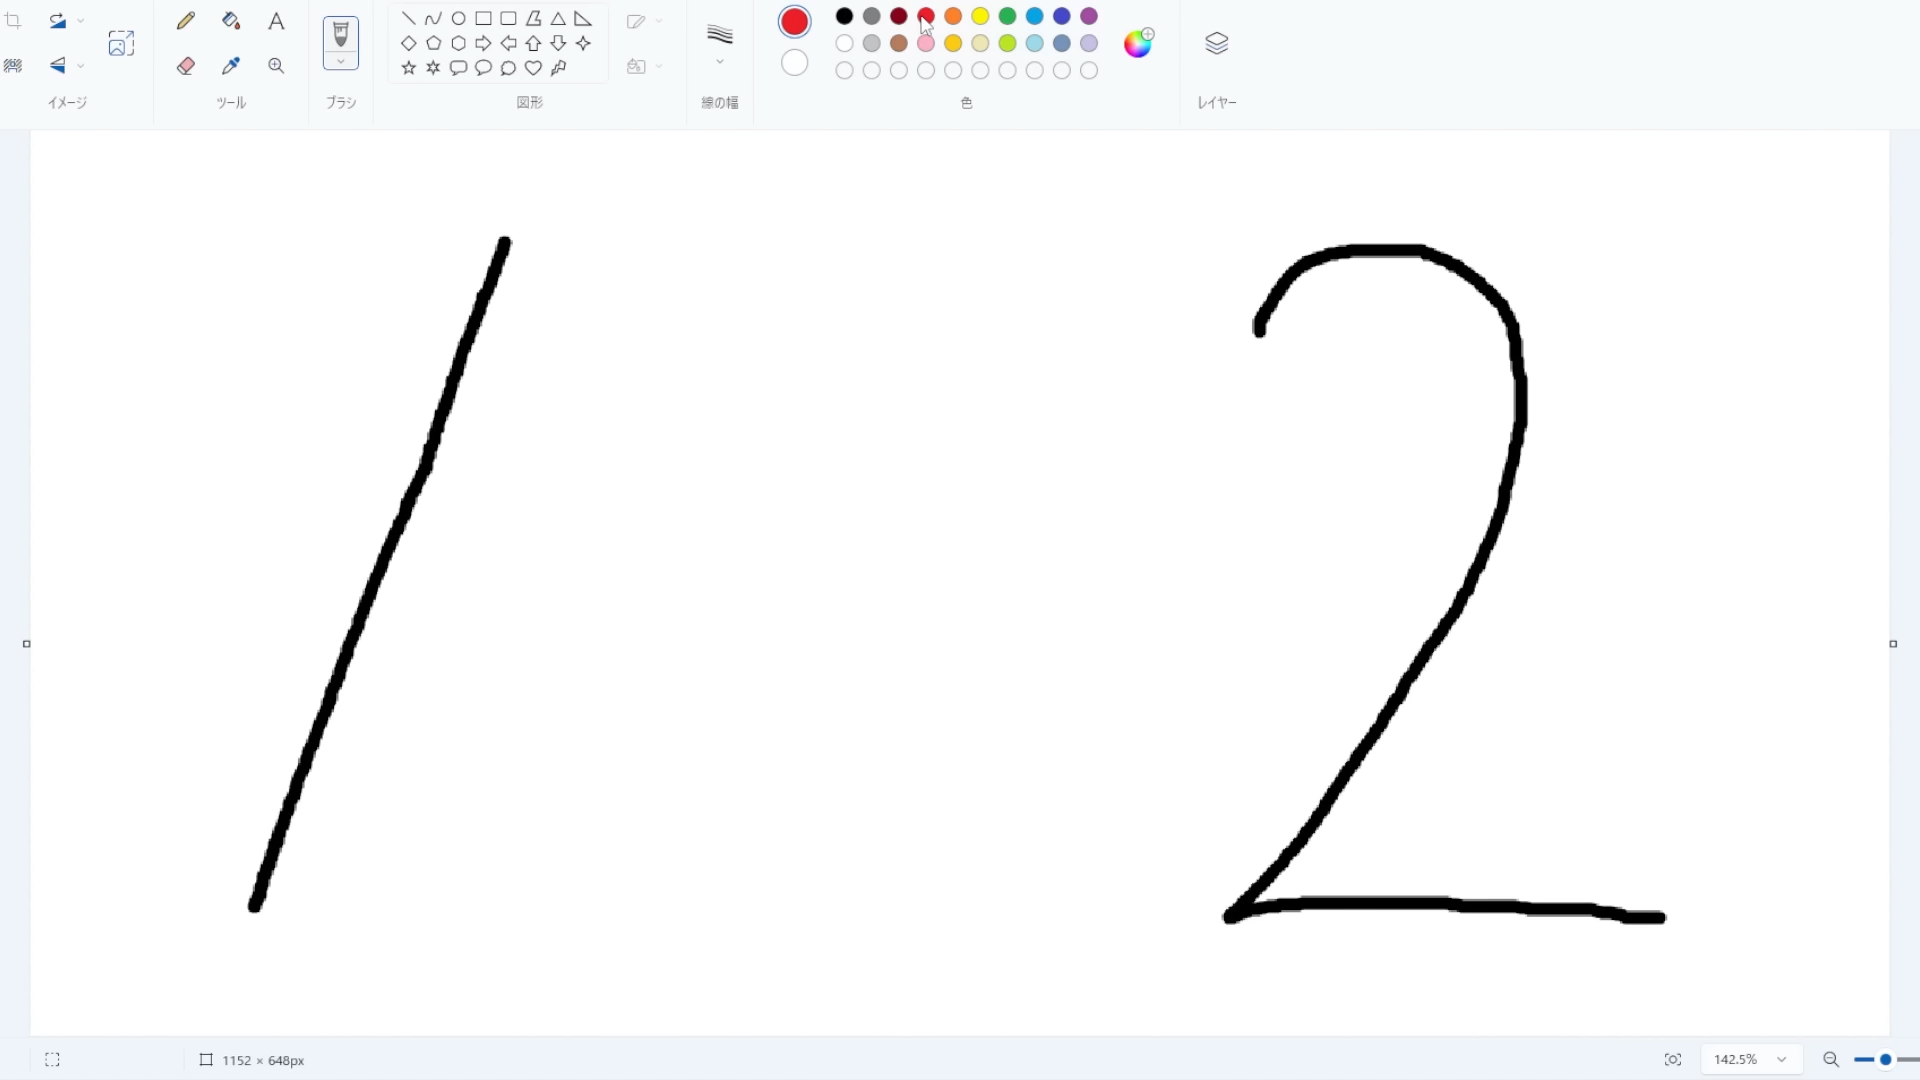 イメージ ツール ブラシ 図形 線の幅 色 レイヤー
1 2
1152 × 648px 142.5%